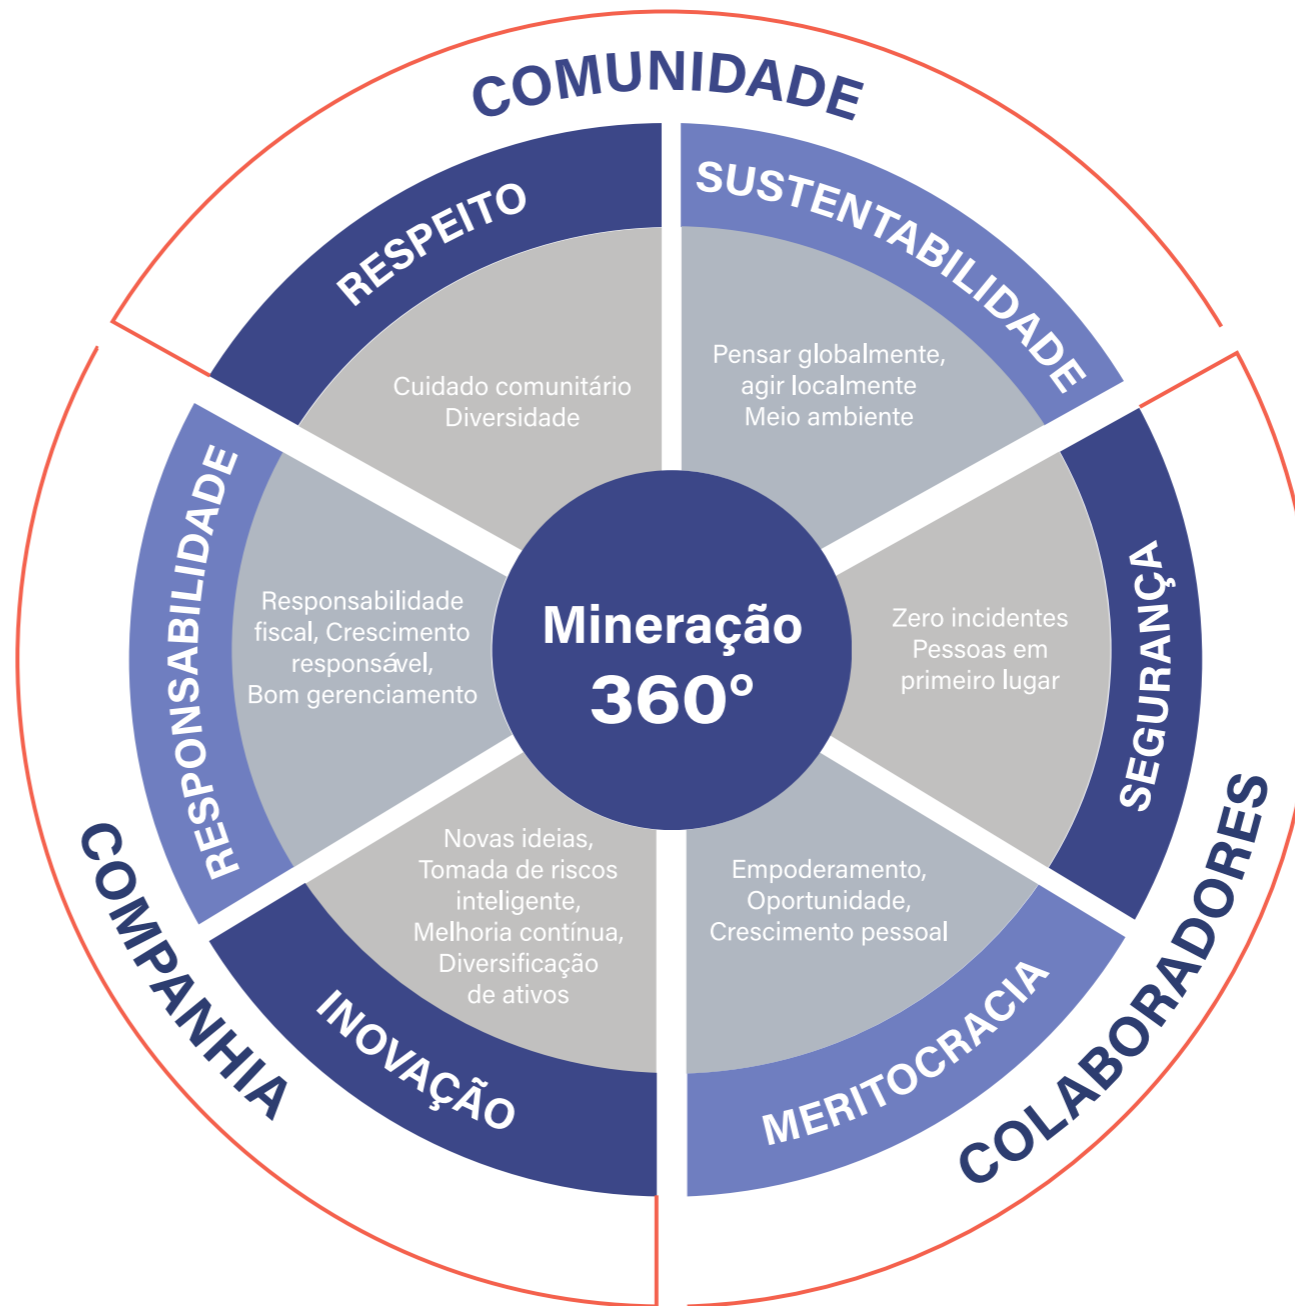 COMUNIDADE
RESPEITO
Cuidado comunitário
Diversidade
SUSTENTABILIDADE
Pensar globalmente,
agir localmente
Meio ambiente
COLABORADORES
SEGURANÇA
Zero incidentes
Pessoas em
primeiro lugar
MERITOCRACIA
Empoderamento,
Oportunidade,
Crescimento pessoal
COMPANHIA
INOVAÇÃO
Novas ideias,
Tomada de riscos
inteligente,
Melhoria contínua,
Diversificação
de ativos
RESPONSABILIDADE
Responsabilidade
fiscal, Crescimento
responsável,
Bom gerenciamento
Mineração
360°